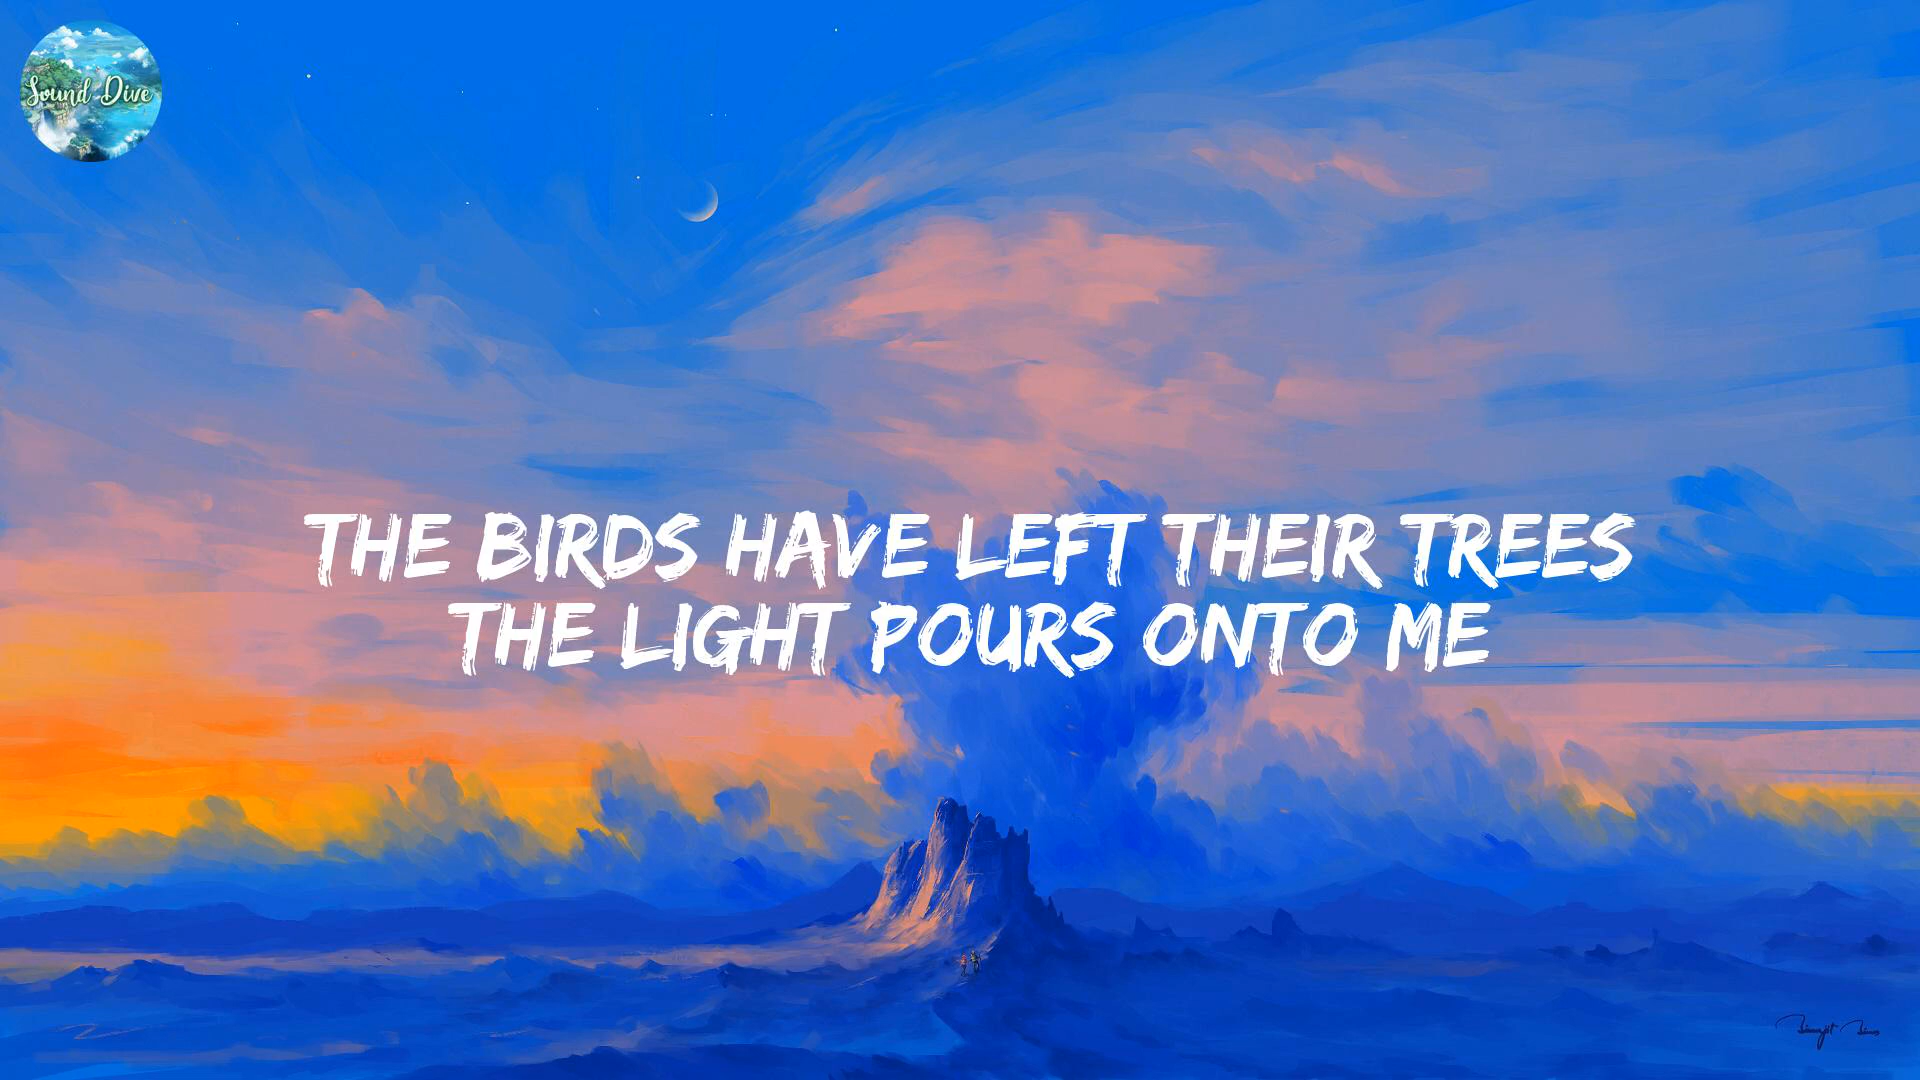 Sound Dive
THE BIRDS HAVE LEFT THEIR TREES
THE LIGHT POURS ONTO ME